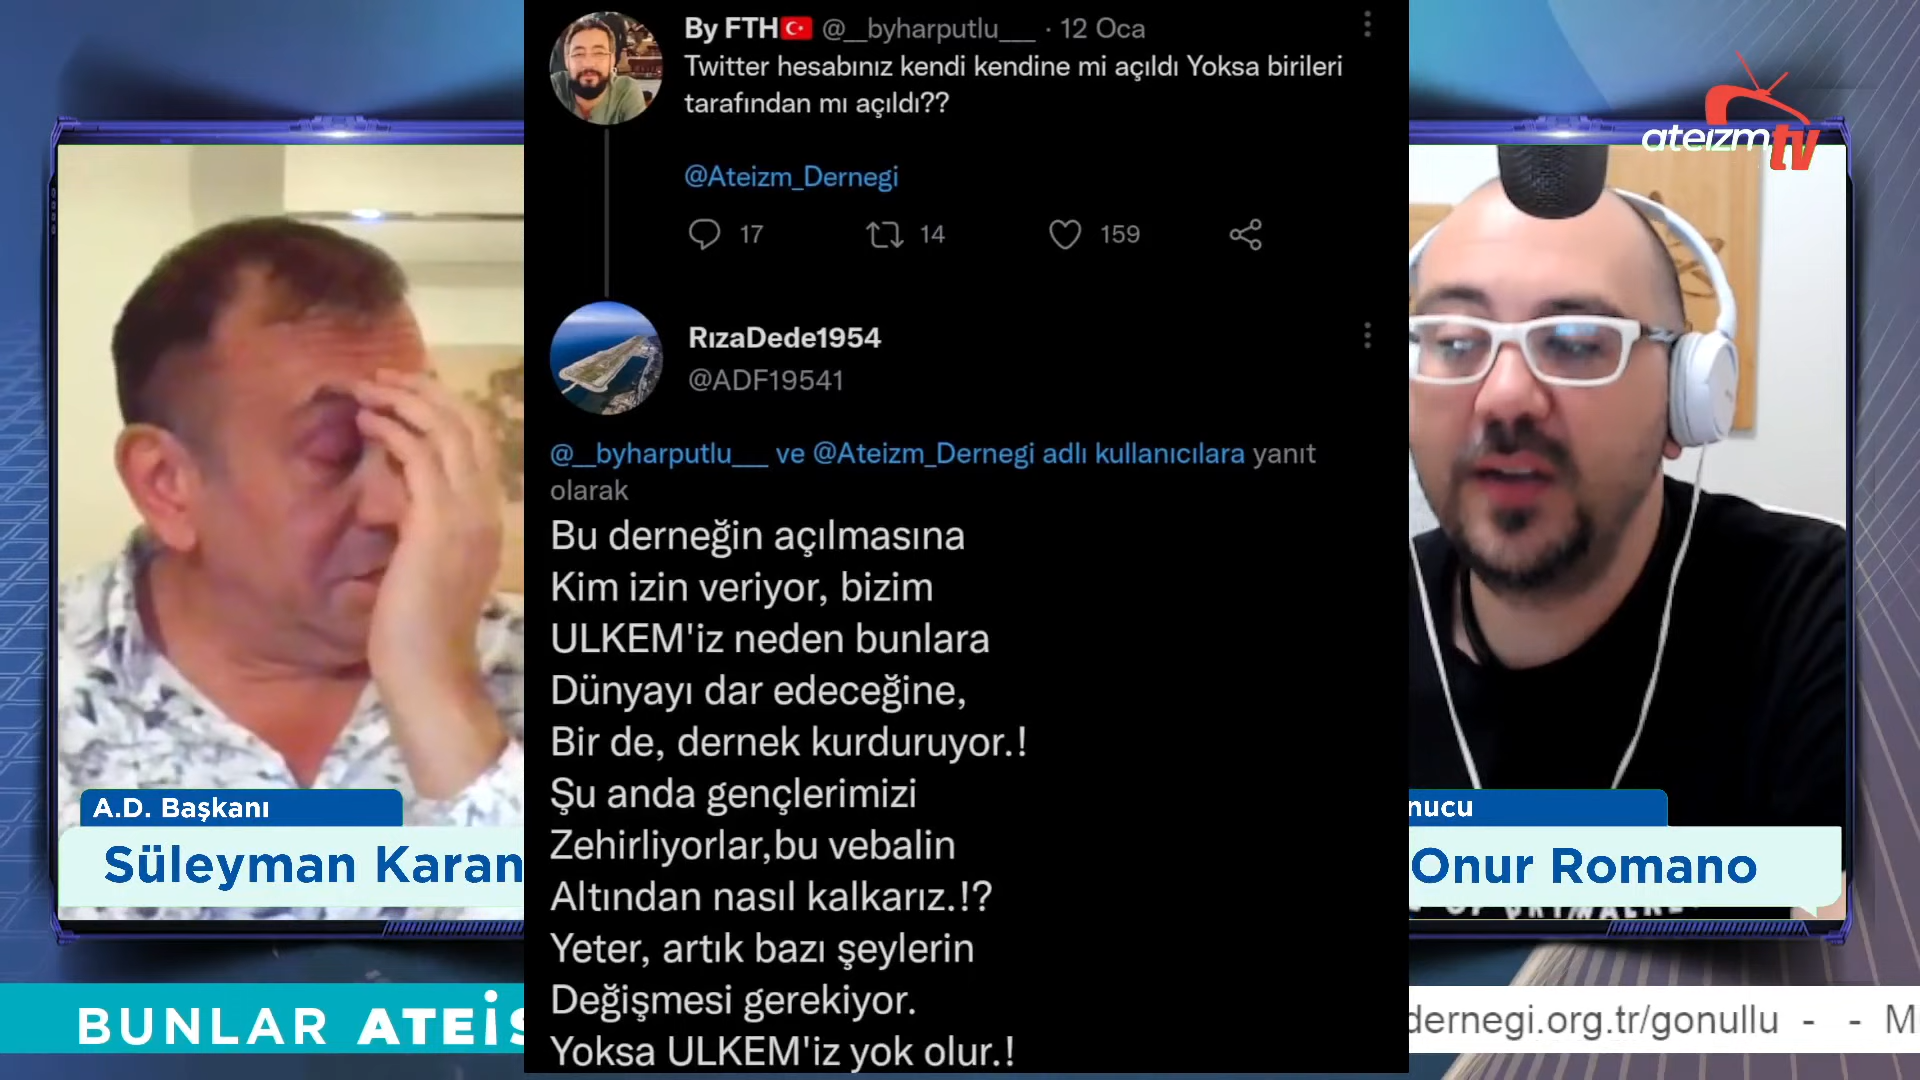 By FTH @__byharputlu___ · 12 Oca
Twitter hesabınız kendi kendine mi açıldı Yoksa birileri
tarafından mı açıldı??
@Ateizm_Dernegi
17 14 159
RızaDede1954
@ADF19541
@__byharputlu___ ve @Ateizm_Dernegi adlı kullanıcılara yanıt
olarak
Bu derneğin açılmasına
Kim izin veriyor, bizim
ULKEM'iz neden bunlara
Dünyayı dar edeceğine,
Bir de, dernek kurduruyor.!
Şu anda gençlerimizi
Zehirliyorlar,bu vebalin
Altından nasıl kalkarız.!?
Yeter, artık bazı şeylerin
Değişmesi gerekiyor.
Yoksa ULKEM'iz yok olur.!
ateizm tv
A.D. Başkanı
Süleyman Karan
nucu
Onur Romano
BUNLAR ATEİS
dernegi.org.tr/gonullu - - M